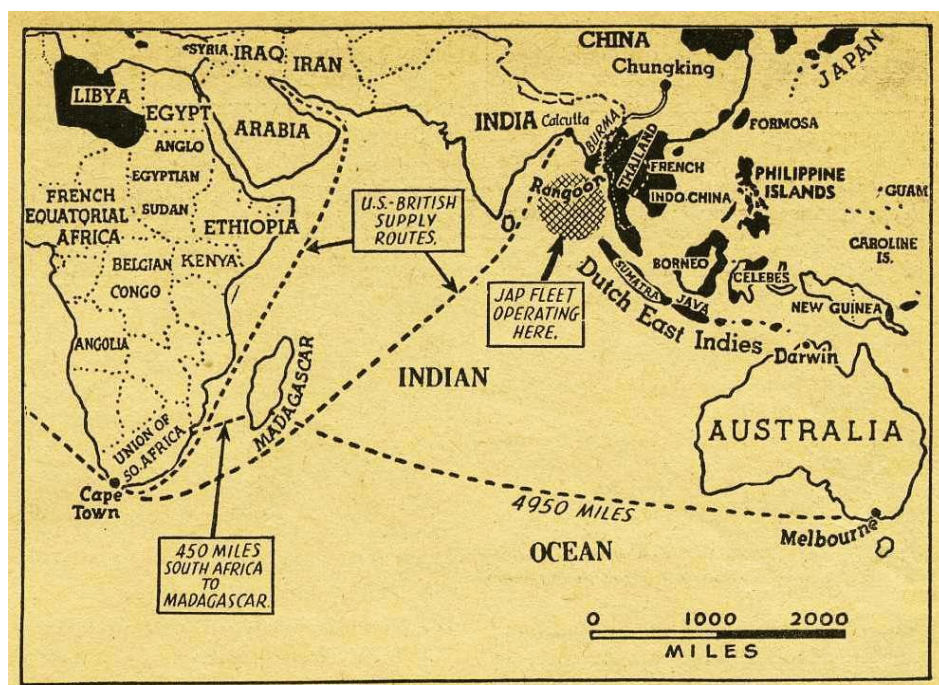 CHINA
SYRIA
IRAQ
IRAN
JAPAN
Chungking
LIBYA
EGYPT
INDIA
Calcutta
BURMA
FORMOSA
ARABIA
ANGLO
EGYPTIAN
SUDAN
THAILAND
FRENCH
INDO-CHINA
PHILIPPINE
ISLANDS
Rangoon
GUAM
FRENCH
EQUATORIAL
AFRICA
ETHIOPIA
U.S.-BRITISH
SUPPLY
ROUTES.
CAROLINE
IS.
BELGIAN
CONGO
KENYA
BORNEO
CELEBES
SUMATRA
JAVA
NEW GUINEA
JAP FLEET
OPERATING
HERE.
Dutch East Indies
Darwin
ANGOLIA
MADAGASCAR
INDIAN
AUSTRALIA
UNION OF
SO. AFRICA
Cape
Town
4950 MILES
Melbourne
450 MILES
SOUTH AFRICA
TO
MADAGASCAR.
OCEAN
0 1000 2000
MILES